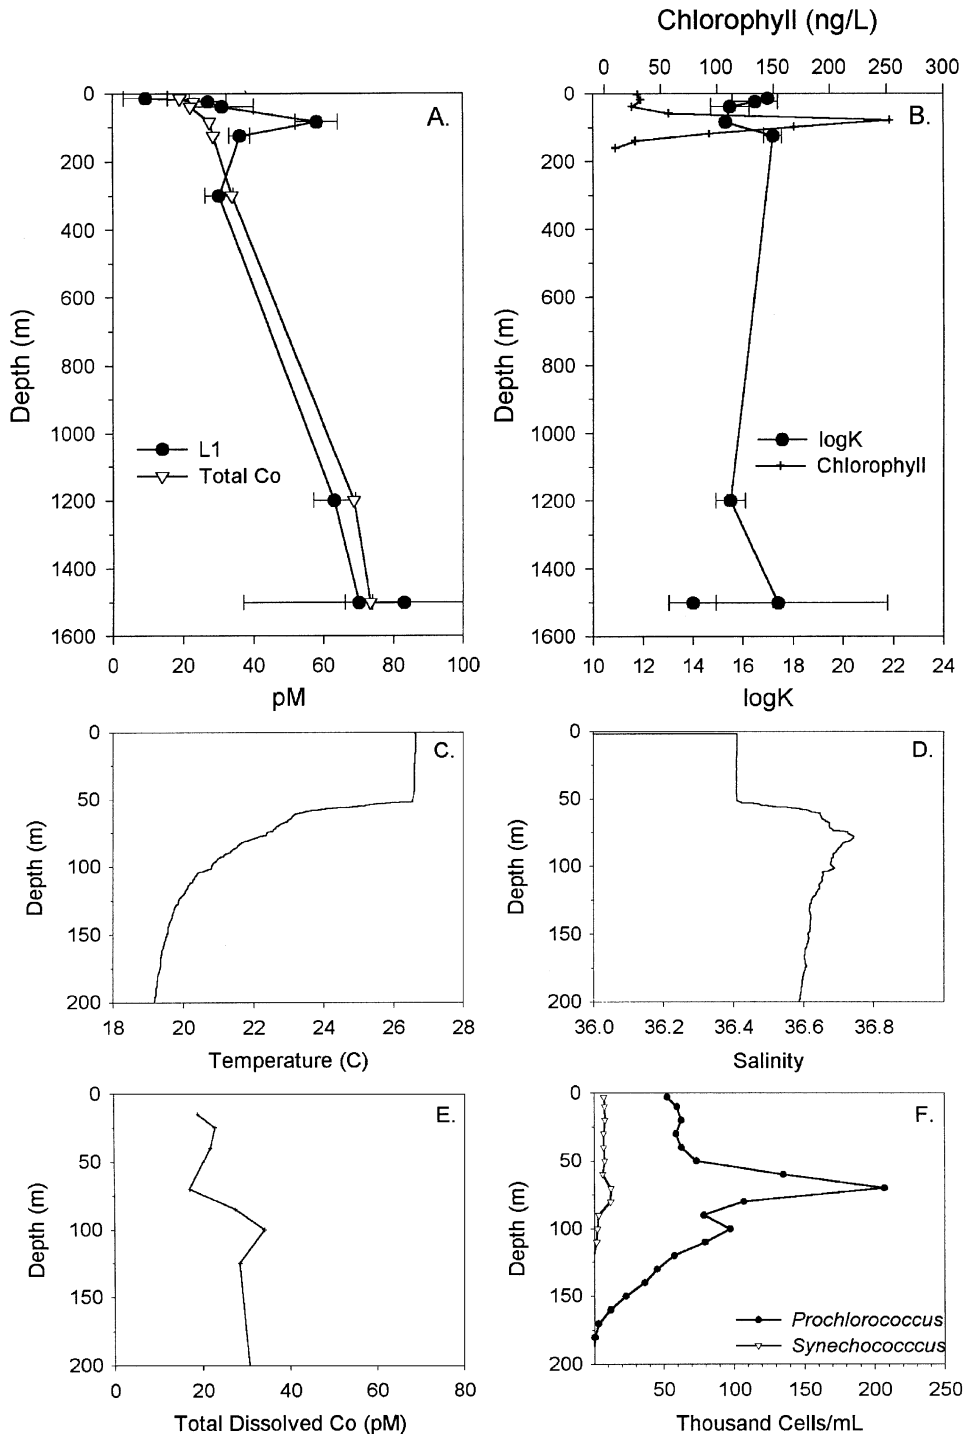 Chlorophyll (ng/L)
0 50 100 150 200 250 300
A.
0
200
400
600
800
1000
1200
1400
1600
Depth (m)
L1
Total Co
0 20 40 60 80 100
pM
B.
0
200
400
600
800
1000
1200
1400
1600
Depth (m)
logK
Chlorophyll
10 12 14 16 18 20 22 24
logK
C.
0
50
100
150
200
Depth (m)
18 20 22 24 26 28
Temperature (C)
D.
0
50
100
150
200
Depth (m)
36.0 36.2 36.4 36.6 36.8
Salinity
E.
0
50
100
150
200
Depth (m)
0 20 40 60 80
Total Dissolved Co (pM)
F.
0
50
100
150
200
Depth (m)
Prochlorococcus
Synechococccus
50 100 150 200 250
Thousand Cells/mL